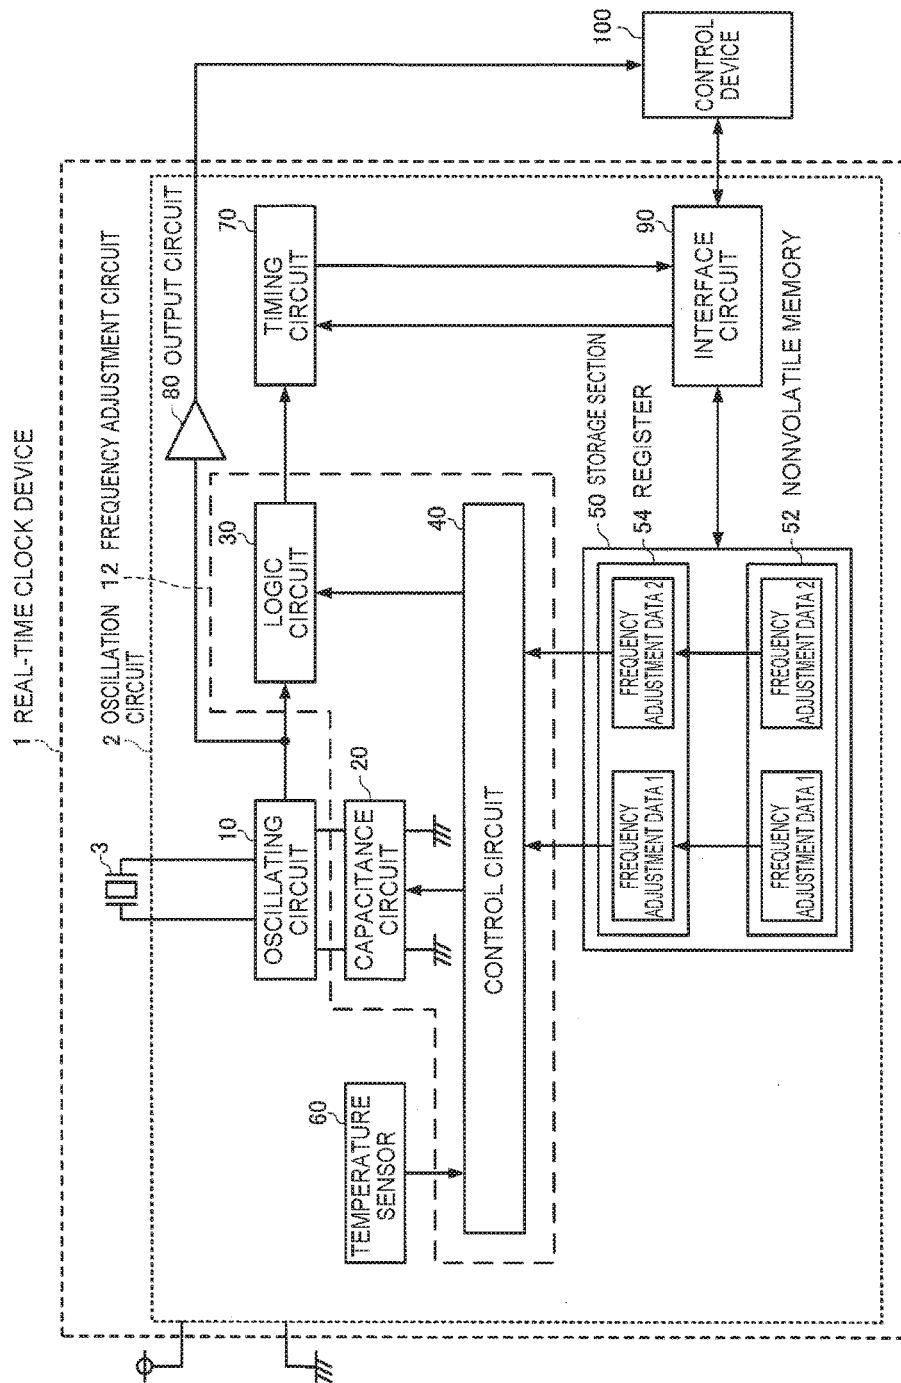 1 REAL-TIME CLOCK DEVICE
2 OSCILLATION
CIRCUIT
12 FREQUENCY ADJUSTMENT CIRCUIT
80 OUTPUT CIRCUIT
3
10
OSCILLATING
CIRCUIT
30
LOGIC
CIRCUIT
70
TIMING
CIRCUIT
100
CONTROL
DEVICE
60
TEMPERATURE
SENSOR
20
CAPACITANCE
CIRCUIT
40
CONTROL CIRCUIT
90
INTERFACE
CIRCUIT
50 STORAGE SECTION
54 REGISTER
FREQUENCY
ADJUSTMENT DATA 1
FREQUENCY
ADJUSTMENT DATA 2
52 NONVOLATILE MEMORY
FREQUENCY
ADJUSTMENT DATA 1
FREQUENCY
ADJUSTMENT DATA 2